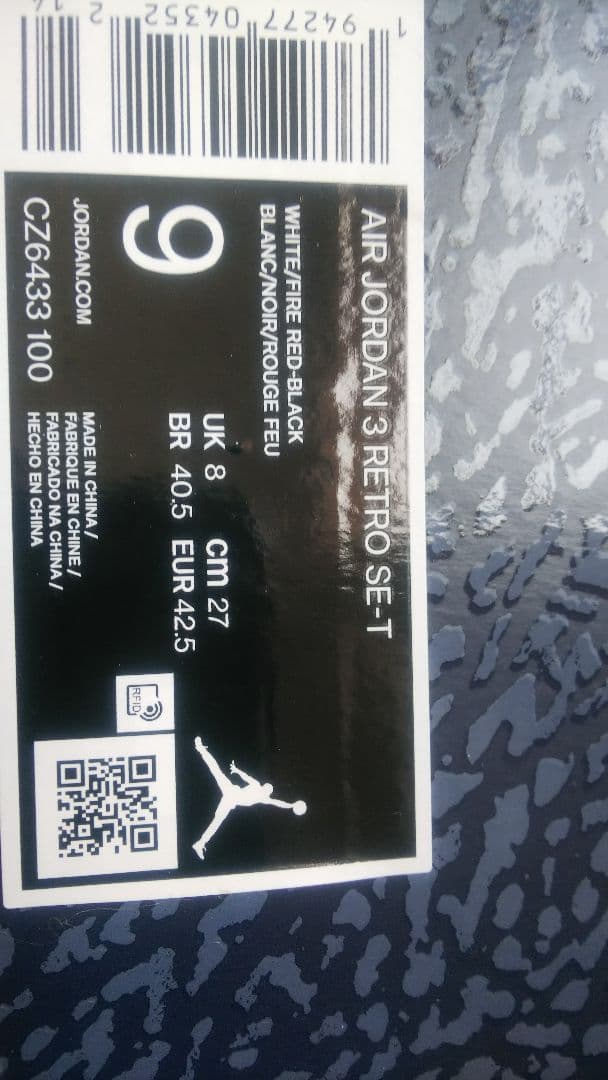 AIR JORDAN 3 RETRO SE-T
WHITE/FIRE RED-BLACK
BLANC/NOIR/ROUGE FEU
9
UK 8 cm 27
BR 40.5 EUR 42.5
JORDAN.COM
CZ6433 100
MADE IN CHINA /
FABRIQUE EN CHINE /
FABRICADO NA CHINA /
HECHO EN CHINA
RFID
1 94277 04352 2